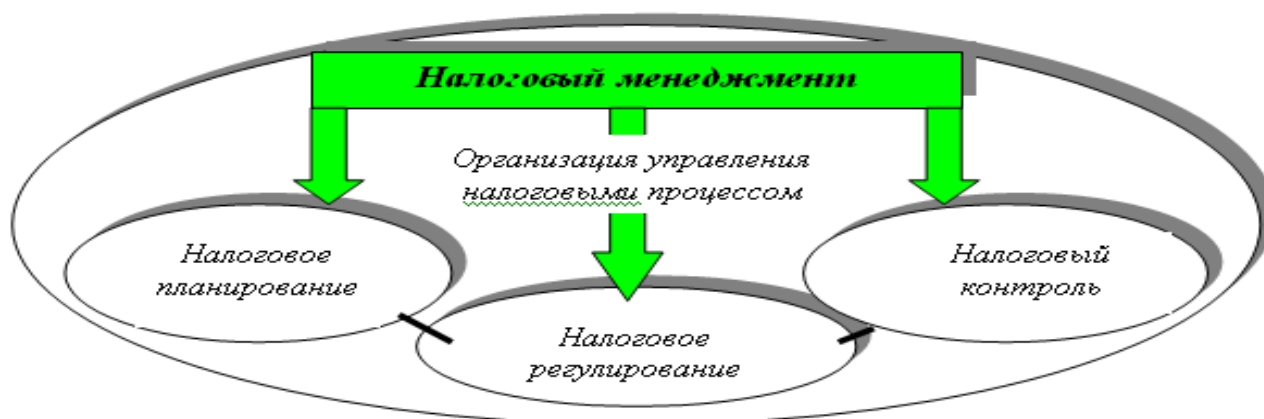 Налоговый менеджмент
Организация управления
налоговыми процессом
Налоговое
планирование
Налоговый
контроль
Налоговое
регулирование